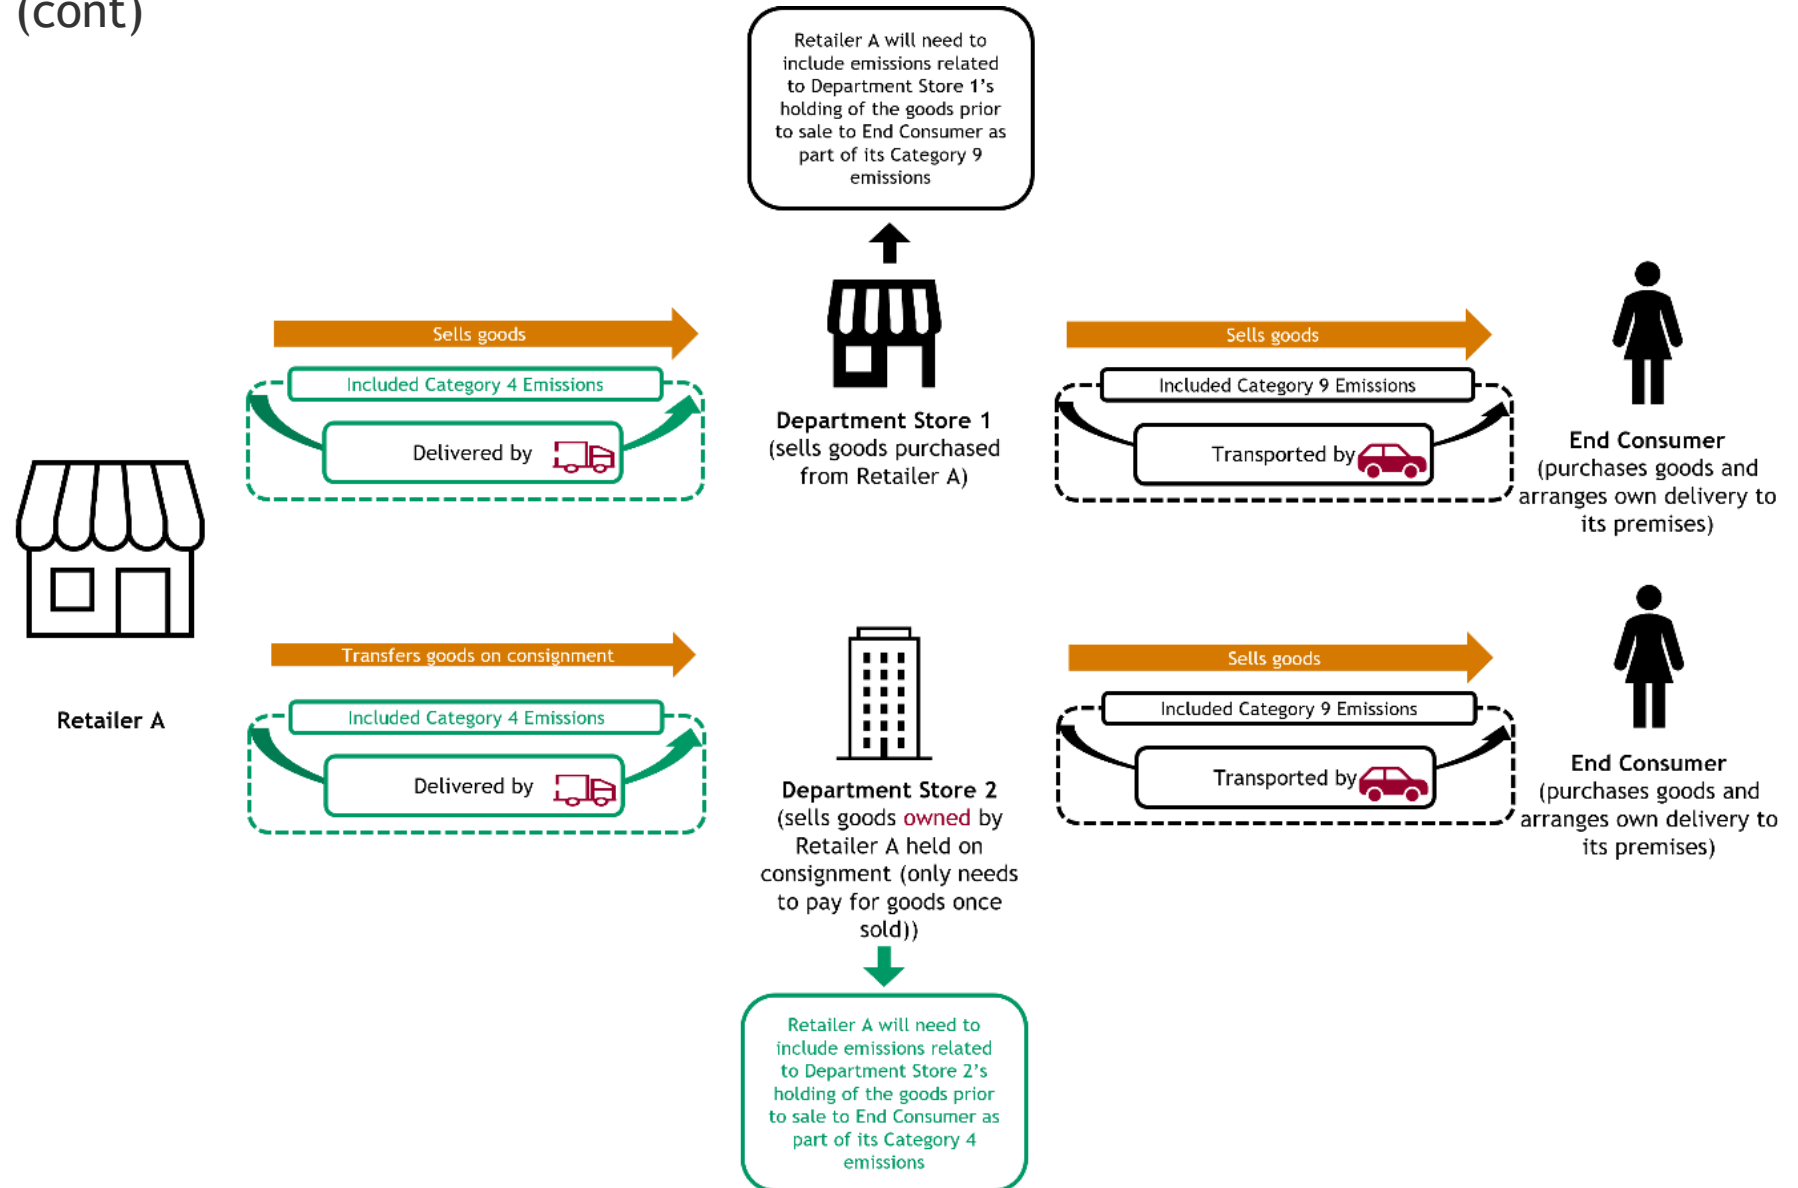 (cont)
Retailer A will need to
include emissions related
to Department Store 1's
holding of the goods prior
to sale to End Consumer as
part of its Category 9
emissions
Sells goods
Included Category 4 Emissions
Delivered by
Department Store 1
(sells goods purchased
from Retailer A)
Sells goods
Included Category 9 Emissions
Transported by
End Consumer
(purchases goods and
arranges own delivery to
its premises)
Retailer A
Transfers goods on consignment
Included Category 4 Emissions
Delivered by
Department Store 2
(sells goods owned by
Retailer A held on
consignment (only needs
to pay for goods once
sold))
Sells goods
Included Category 9 Emissions
Transported by
End Consumer
(purchases goods and
arranges own delivery to
its premises)
Retailer A will need to
include emissions related
to Department Store 2's
holding of the goods prior
to sale to End Consumer as
part of its Category 4
emissions